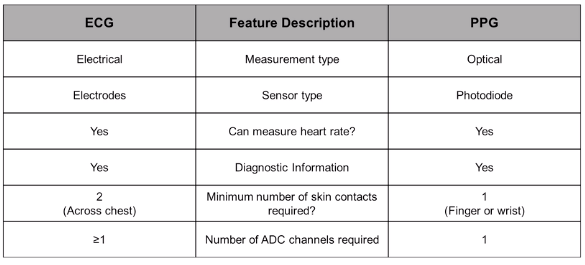 ECG Feature Description PPG
Electrical Measurement type Optical
Electrodes Sensor type Photodiode
Yes Can measure heart rate? Yes
Yes Diagnostic Information Yes
2 Minimum number of skin contacts 1
(Across chest) required? (Finger or wrist)
≥1 Number of ADC channels required 1